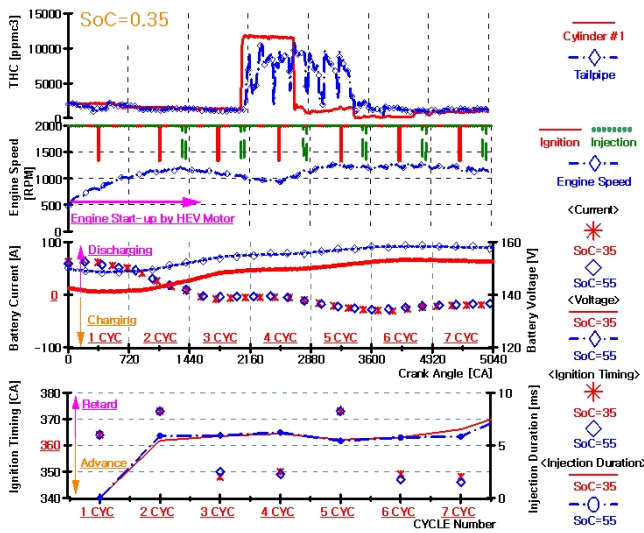 SoC=0.35
THC [ppmc3]
15000
10000
5000
0
Cylinder #1
Tailpipe
Engine Speed
[RPM]
2000
1500
1000
500
0
Engine Start-up by HEV Motor
Ignition Injection
Engine Speed
Battery Current [A]
100
0
-100
Discharging
Charging
Battery Voltage [V]
160
140
120
1 CYC 2 CYC 3 CYC 4 CYC 5 CYC 6 CYC 7 CYC
0 720 1440 2160 2880 3600 4320 5040
Crank Angle [CA]
<Current>
SoC=35
SoC=55
<Voltage>
SoC=35
SoC=55
Ignition Timing [CA]
380
370
360
350
340
Retard
Advance
Injection Duration [ms]
10
5
0
1 CYC 2 CYC 3 CYC 4 CYC 5 CYC 6 CYC 7 CYC
CYCLE Number
<Ignition Timing>
SoC=35
SoC=55
<Injection Duration>
SoC=35
SoC=55